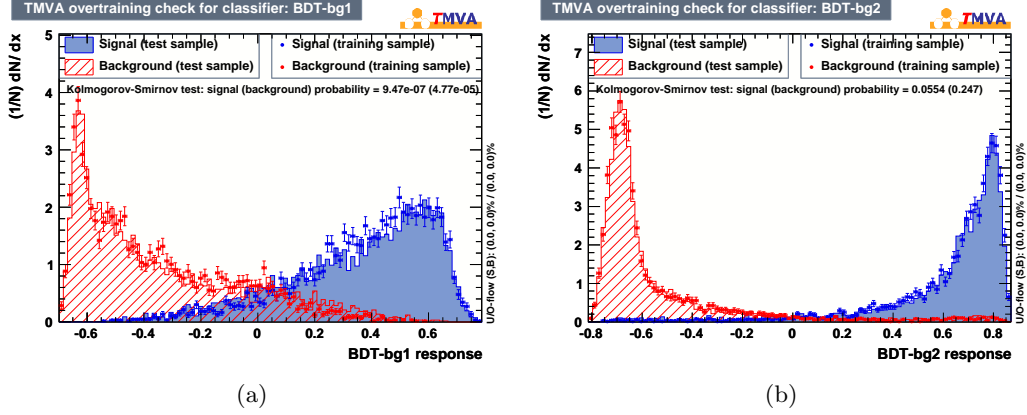 TMVA overtraining check for classifier: BDT-bg1
TMVA
Signal (test sample)
Background (test sample)
Signal (training sample)
Background (training sample)
Kolmogorov-Smirnov test: signal (background) probability = 9.47e-07 (4.77e-05)
(1/N) dN/ dx
5
4
3
2
1
0
-0.6 -0.4 -0.2 0 0.2 0.4 0.6
BDT-bg1 response
U/O-flow (S,B): (0.0, 0.0)% / (0.0, 0.0)%
(a)
TMVA overtraining check for classifier: BDT-bg2
TMVA
Signal (test sample)
Background (test sample)
Signal (training sample)
Background (training sample)
Kolmogorov-Smirnov test: signal (background) probability = 0.0554 (0.247)
(1/N) dN/ dx
7
6
5
4
3
2
1
0
-0.8 -0.6 -0.4 -0.2 0 0.2 0.4 0.6 0.8
BDT-bg2 response
U/O-flow (S,B): (0.0, 0.0)% / (0.0, 0.0)%
(b)